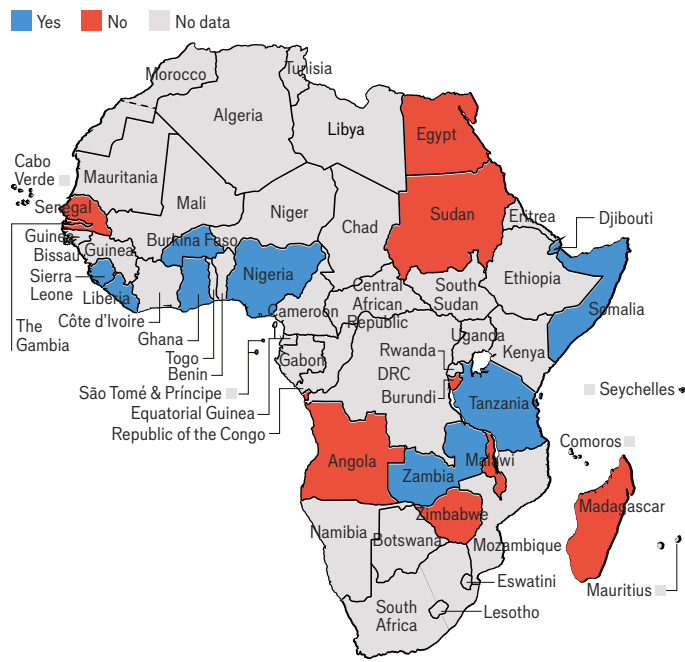 Yes No No data
Morocco
Tunisia
Algeria
Libya
Egypt
Cabo
Verde
Mauritania
Mali
Niger
Chad
Sudan
Eritrea
Djibouti
Senegal
Guinea
Bissau
Guinea
Burkina Faso
Nigeria
Ethiopia
Somalia
Sierra
Leone
Liberia
Central
African
Republic
South
Sudan
Cameroon
The
Gambia
Côte d'Ivoire
Ghana
Togo
Benin
Uganda
Kenya
Rwanda
DRC
Burundi
Gabon
São Tomé & Príncipe
Equatorial Guinea
Republic of the Congo
Tanzania
Seychelles
Comoros
Angola
Malawi
Zambia
Zimbabwe
Madagascar
Namibia
Botswana
Mozambique
Mauritius
Eswatini
Lesotho
South
Africa